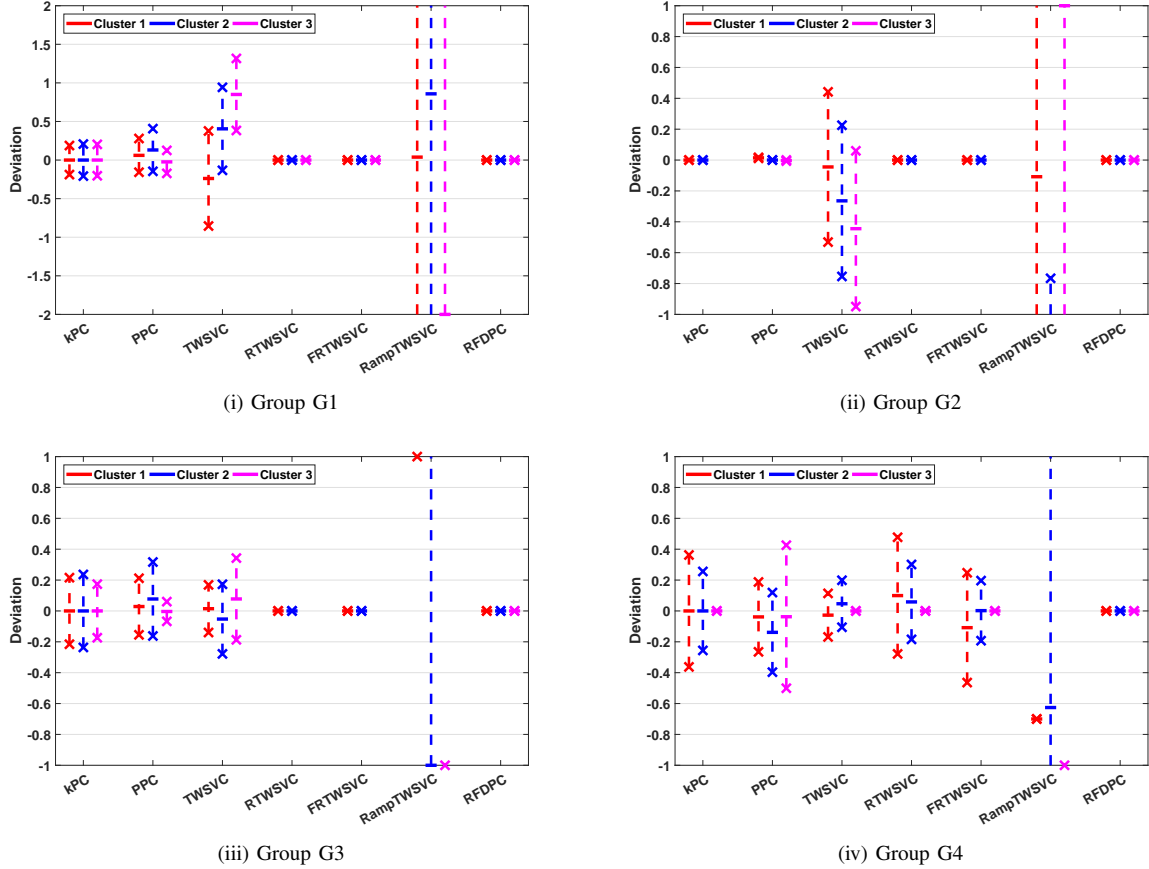 Cluster 1 Cluster 2 Cluster 3
Deviation
2
1.5
1
0.5
0
-0.5
-1
-1.5
-2
kPC PPC TWSVC RTWSVC FRTWSVC RampTWSVC RFDPC
(i) Group G1
Cluster 1 Cluster 2 Cluster 3
Deviation
1
0.8
0.6
0.4
0.2
0
-0.2
-0.4
-0.6
-0.8
-1
kPC PPC TWSVC RTWSVC FRTWSVC RampTWSVC RFDPC
(ii) Group G2
Cluster 1 Cluster 2 Cluster 3
Deviation
1
0.8
0.6
0.4
0.2
0
-0.2
-0.4
-0.6
-0.8
-1
kPC PPC TWSVC RTWSVC FRTWSVC RampTWSVC RFDPC
(iii) Group G3
Cluster 1 Cluster 2 Cluster 3
Deviation
1
0.8
0.6
0.4
0.2
0
-0.2
-0.4
-0.6
-0.8
-1
kPC PPC TWSVC RTWSVC FRTWSVC RampTWSVC RFDPC
(iv) Group G4